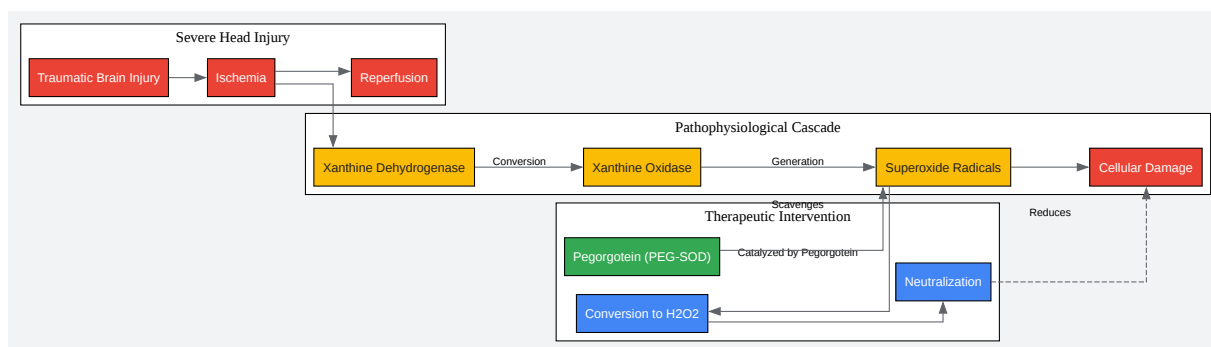 Severe Head Injury
Traumatic Brain Injury
Ischemia
Reperfusion
Pathophysiological Cascade
Xanthine Dehydrogenase
Conversion
Xanthine Oxidase
Generation
Superoxide Radicals
Cellular Damage
Scavenges
Reduces
Therapeutic Intervention
Pegorgotein (PEG-SOD)
Catalyzed by Pegorgotein
Neutralization
Conversion to H2O2